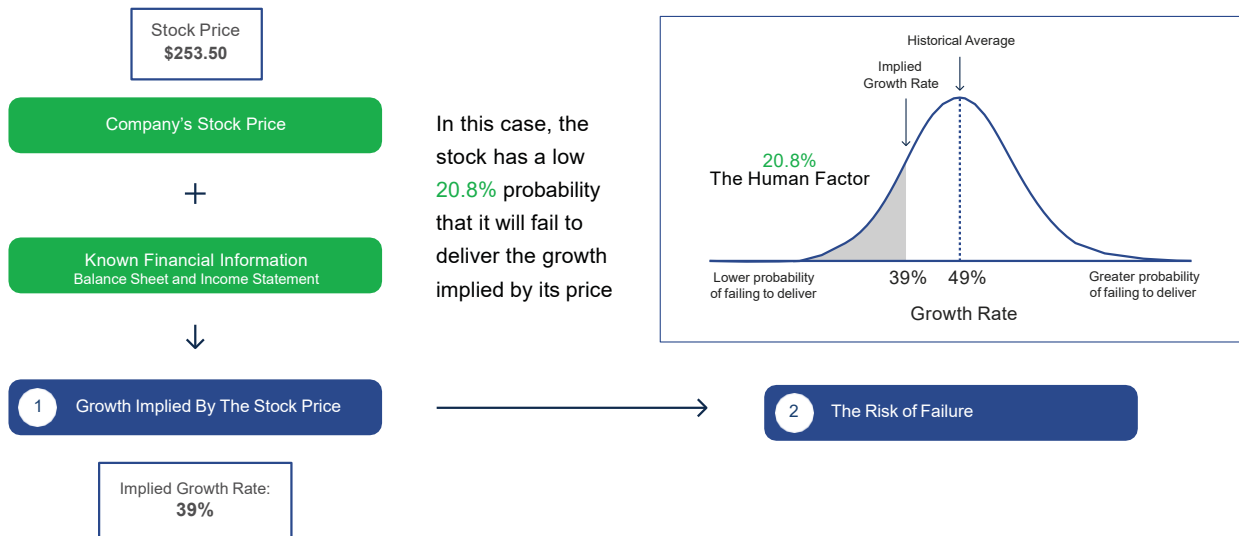 Stock Price
$253.50
Company’s Stock Price
+
Known Financial Information
Balance Sheet and Income Statement
1
Growth Implied By The Stock Price
Implied Growth Rate:
39%
In this case, the
stock has a low
20.8% probability
that it will fail to
deliver the growth
implied by its price
Historical Average
Implied
Growth Rate
20.8%
The Human Factor
Lower probability
of failing to deliver
39%
49%
Greater probability
of failing to deliver
Growth Rate
2
The Risk of Failure